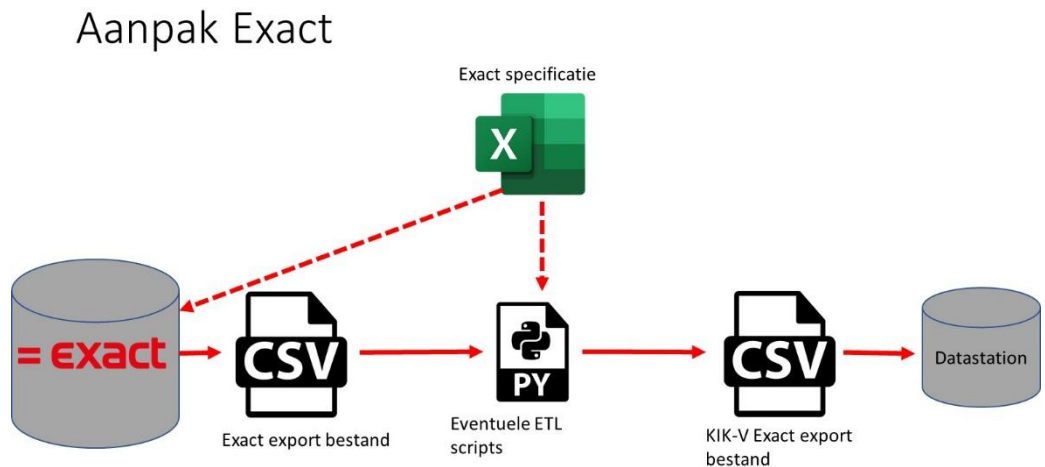 Aanpak Exact
Exact specificatie
X
= exact
CSV
PY
CSV
Datastation
Exact export bestand
Eventuele ETL
scripts
KIK-V Exact export
bestand